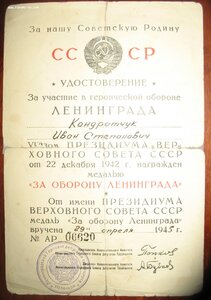 За нашу Советскую Родину
СС СР
УДОСТОВЕРЕНИЕ
За участие в героической обороне
ЛЕНИНГРАДА
Кондратчук
Иван Степанович
УКАЗОМ ПРЕЗИДИУМА ВЕР-
ХОВНОГО СОВЕТА СССР
от 22 декабря 1942 г. награжден
медалью
«ЗА ОБОРОНУ ЛЕНИНГРАДА»
От имени ПРЕЗИДИУМА
ВЕРХОВНОГО СОВЕТА СССР
медаль «За оборону Ленинграда»
вручена 29 апреля 1945 г.
№ АР 06620